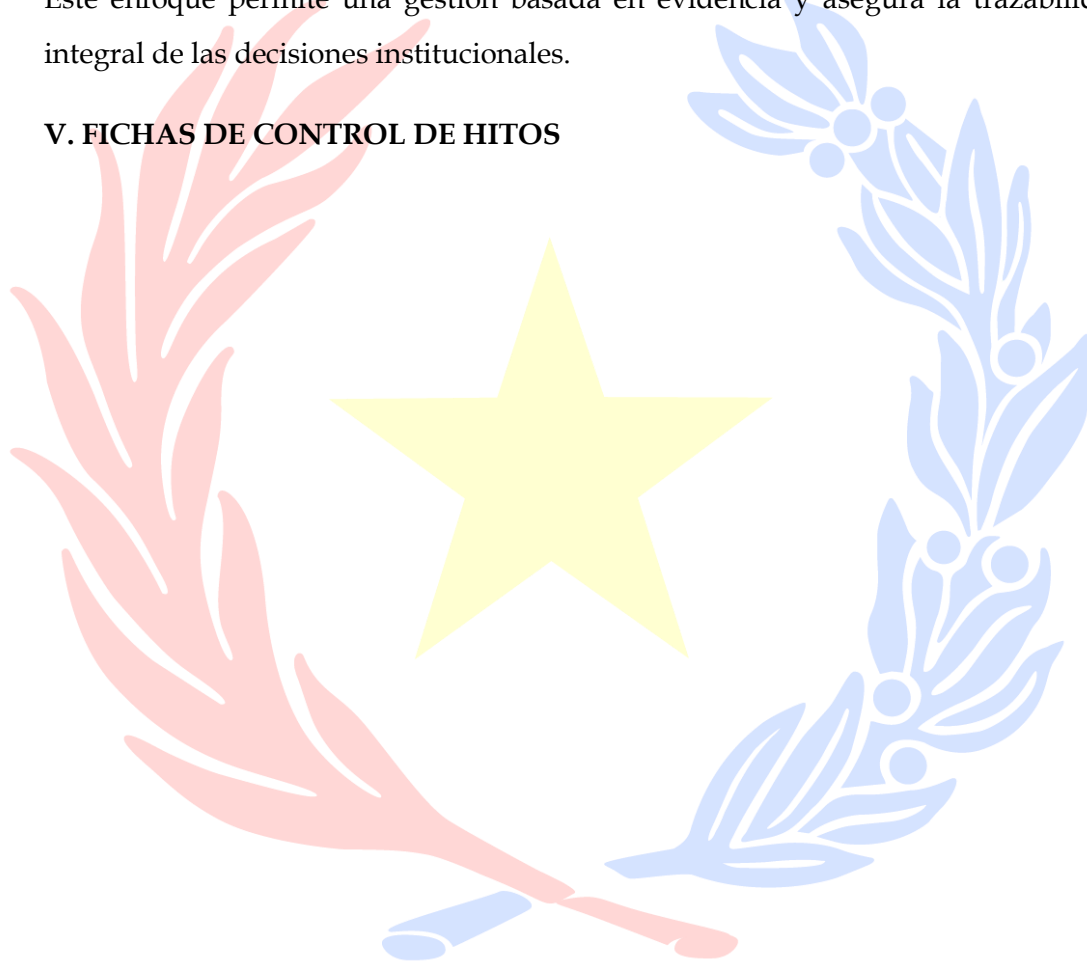 Este enfoque permite una gestión basada en evidencia y asegura la
integral de las decisiones institucionales.
V. FICHAS DE CONTROL DE HITOS